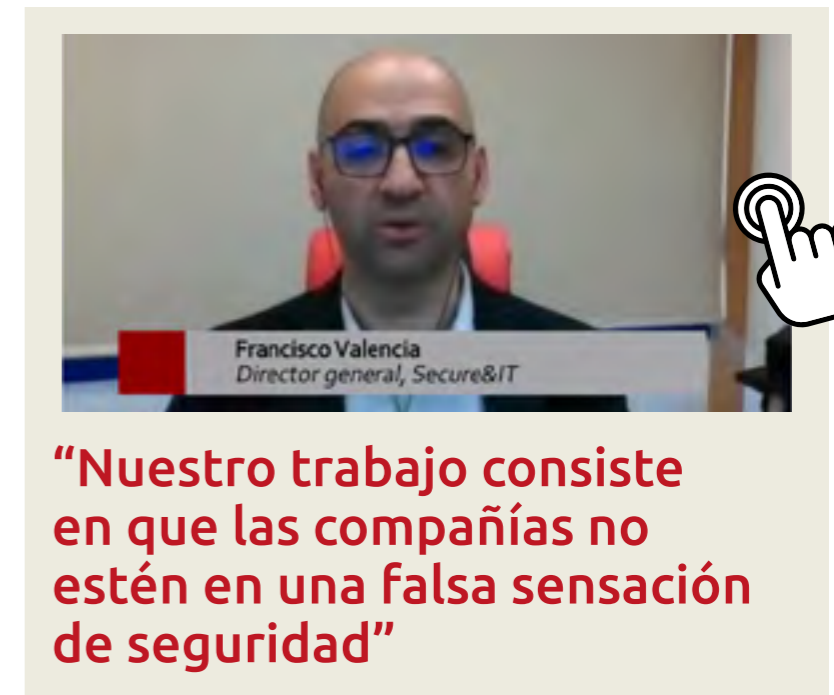 Francisco Valencia
Director general, Secure&IT
“Nuestro trabajo consiste
en que las compañías no
estén en una falsa sensación
de seguridad”